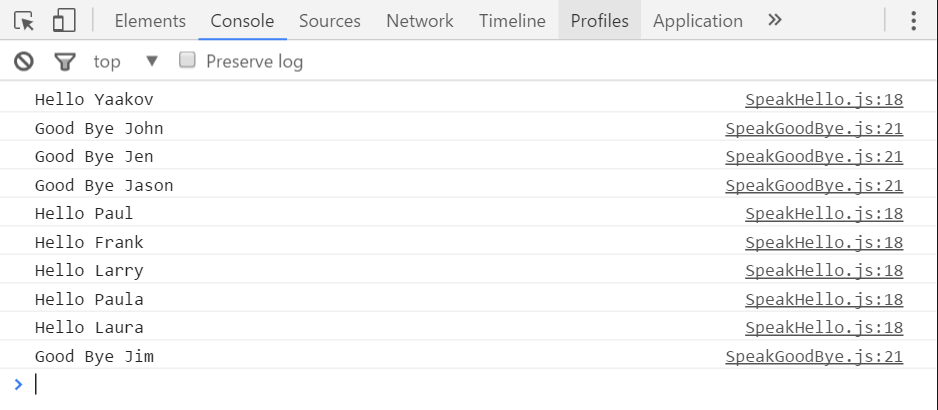 Elements Console Sources Network Timeline Profiles Application »
top ▼ Preserve log
Hello Yaakov SpeakHello.js:18
Good Bye John SpeakGoodBye.js:21
Good Bye Jen SpeakGoodBye.js:21
Good Bye Jason SpeakGoodBye.js:21
Hello Paul SpeakHello.js:18
Hello Frank SpeakHello.js:18
Hello Larry SpeakHello.js:18
Hello Paula SpeakHello.js:18
Hello Laura SpeakHello.js:18
Good Bye Jim SpeakGoodBye.js:21
>